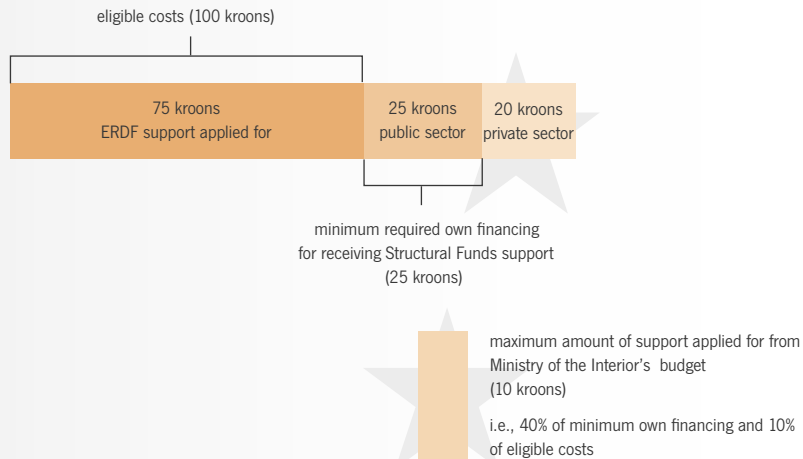 eligible costs (100 kroons)
75 kroons
ERDF support applied for
25 kroons
public sector
20 kroons
private sector
minimum required own financing
for receiving Structural Funds support
(25 kroons)
maximum amount of support applied for from
Ministry of the Interior's budget
(10 kroons)
i.e., 40% of minimum own financing and 10%
of eligible costs